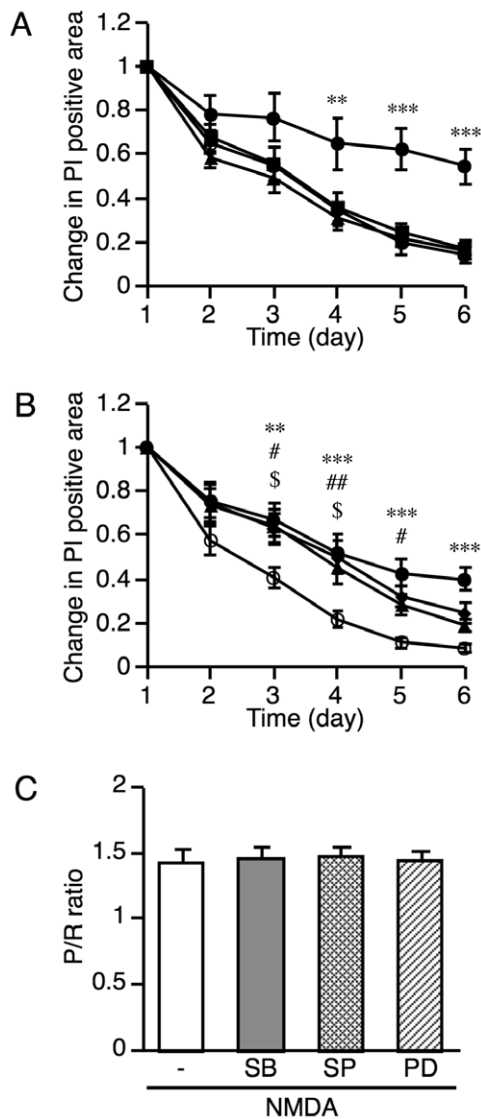 A
Change in PI positive area
1.2
1
0.8
0.6
0.4
0.2
0
** *** ***
1 2 3 4 5 6
Time (day)
B
Change in PI positive area
1.2
1
0.8
0.6
0.4
0.2
0
**
#
$
***
##
$
***
#
***
1 2 3 4 5 6
Time (day)
C
P/R ratio
2
1.5
1
0.5
0
- SB SP PD
NMDA